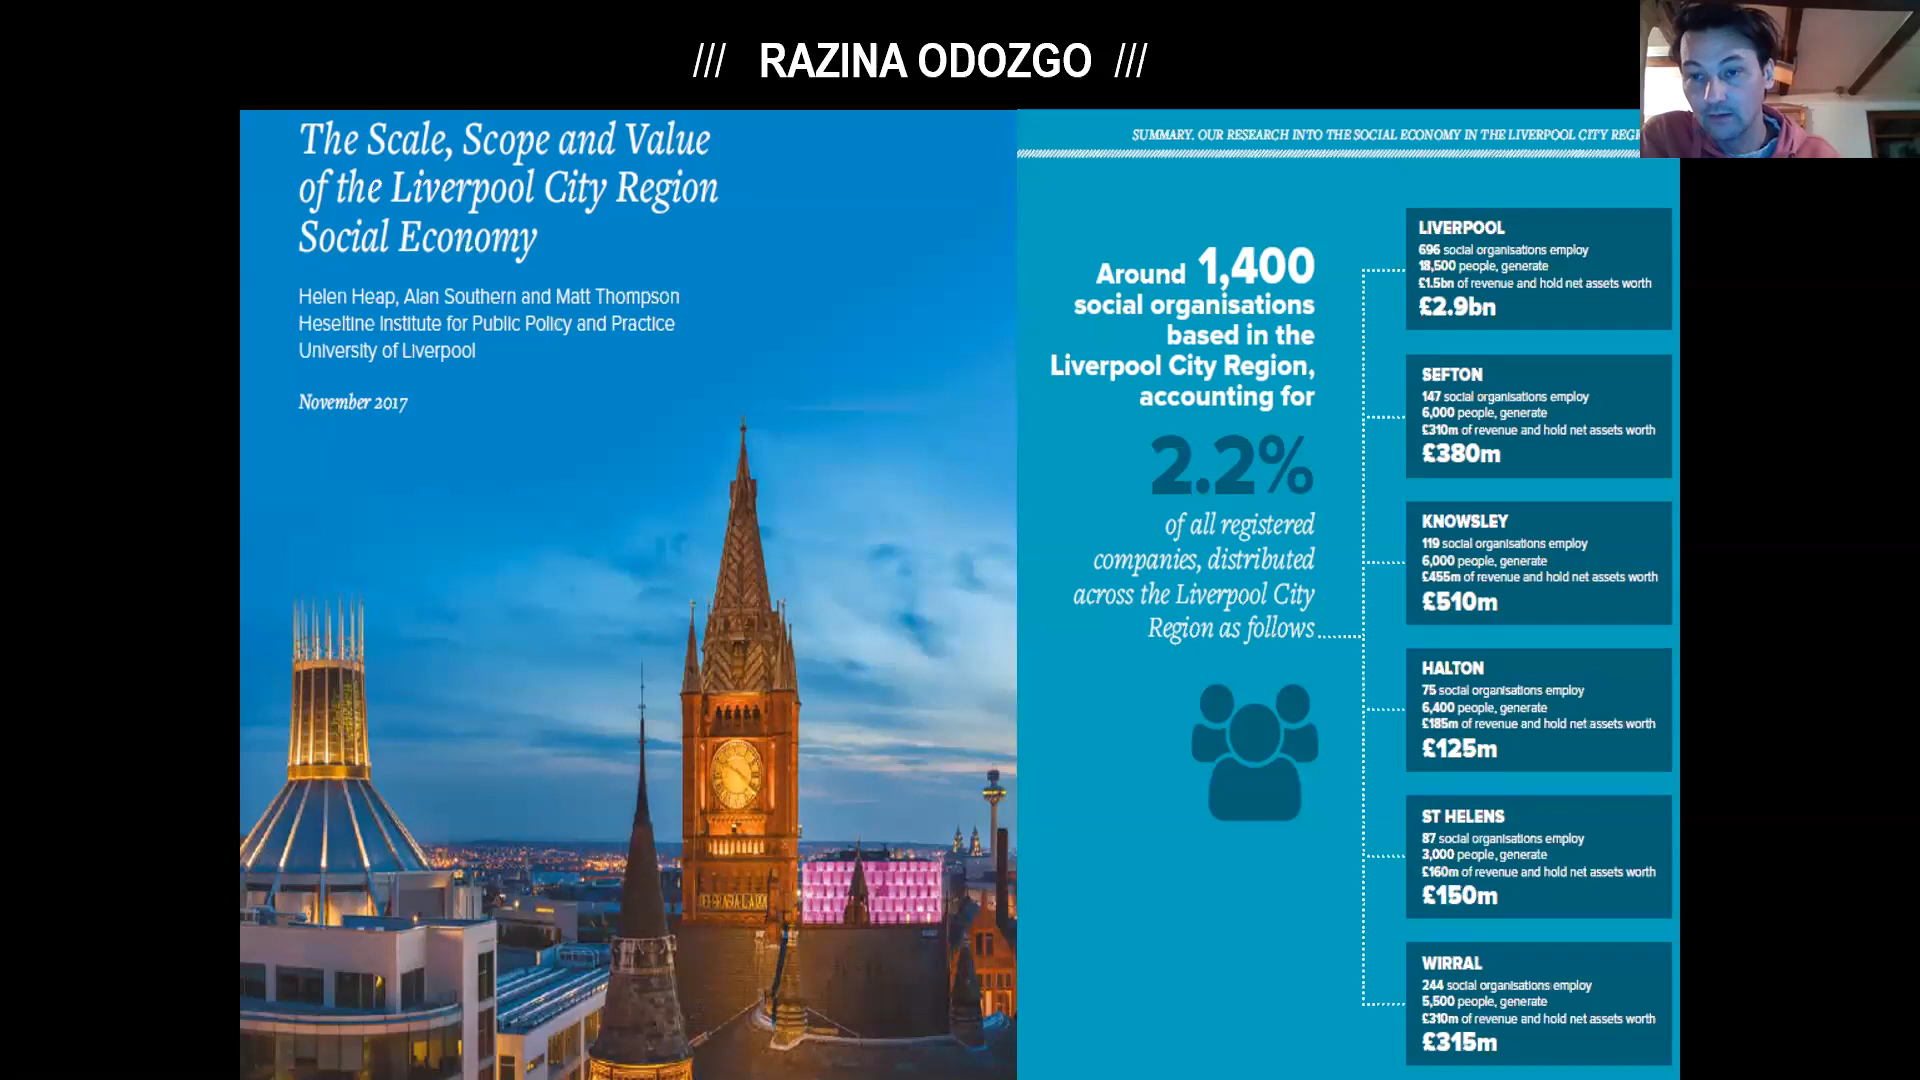 /// RAZINA ODOZGO ///
The Scale, Scope and Value
of the Liverpool City Region
Social Economy
Helen Heap, Alan Southern and Matt Thompson
Heseltine Institute for Public Policy and Practice
University of Liverpool
November 2017
SUMMARY. OUR RESEARCH INTO THE SOCIAL ECONOMY IN THE LIVERPOOL CITY
Around 1,400
social organisations
based in the
Liverpool City Region,
accounting for
2.2%
of all registered
companies, distributed
across the Liverpool City
Region as follows
LIVERPOOL
696 social organisations employ
18,500 people, generate
£1.5bn of revenue and hold net assets worth
£2.9bn
SEFTON
147 social organisations employ
6,000 people, generate
£310m of revenue and hold net assets worth
£380m
KNOWSLEY
119 social organisations employ
6,000 people, generate
£455m of revenue and hold net assets worth
£510m
HALTON
75 social organisations employ
6,400 people, generate
£185m of revenue and hold net assets worth
£125m
ST HELENS
87 social organisations employ
3,000 people, generate
£160m of revenue and hold net assets worth
£150m
WIRRAL
244 social organisations employ
5,500 people, generate
£310m of revenue and hold net assets worth
£315m